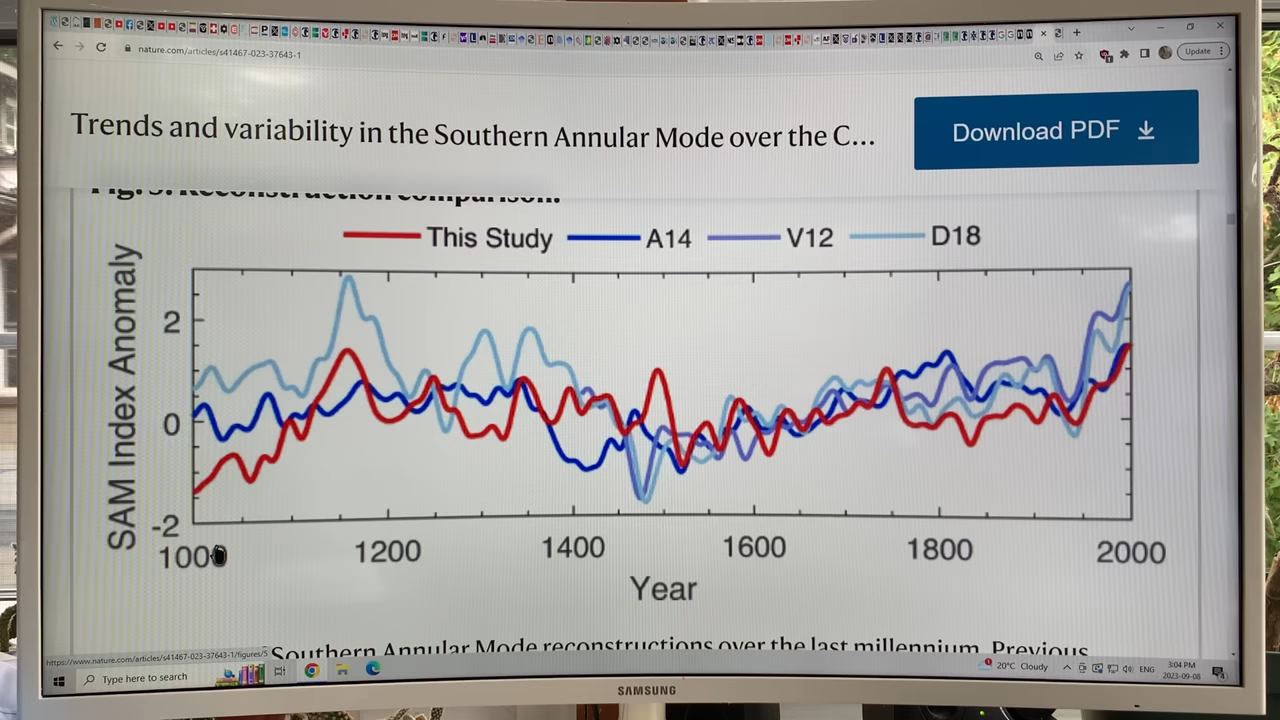 nature.com/articles/s41467-023-37643-1
Update
Trends and variability in the Southern Annular Mode over the C...
Download PDF
Reconstruction comparison.
This Study A14 V12 D18
SAM Index Anomaly
2
0
-2
1000 1200 1400 1600 1800 2000
Year
https://www.nature.com/articles/s41467-023-37643-1/figures/5
Southern Annular Mode reconstructions over the last millennium. Previous
Type here to search
20°C Cloudy
ENG
3:04 PM
2023-09-08
SAMSUNG